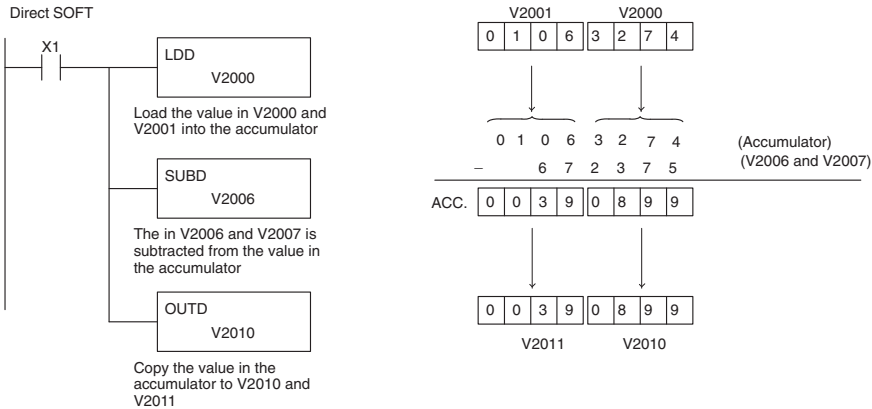 Direct SOFT
X1
LDD
V2000
Load the value in V2000 and
V2001 into the accumulator
SUBD
V2006
The in V2006 and V2007 is
subtracted from the value in
the accumulator
OUTD
V2010
Copy the value in the
accumulator to V2010 and
V2011
V2001 V2000
0 1 0 6 3 2 7 4
0 1 0 6 3 2 7 4 (Accumulator)
– 6 7 2 3 7 5 (V2006 and V2007)
ACC. 0 0 3 9 0 8 9 9
0 0 3 9 0 8 9 9
V2011 V2010